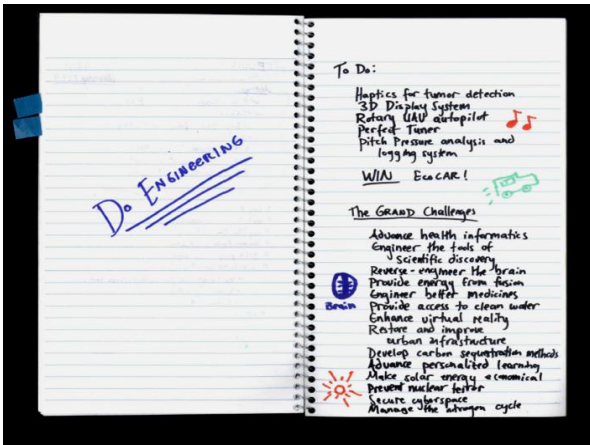 Do ENGINEERING
To Do:
Haptics for tumor detection
3D Display System
Rotary UAV autopilot
Perfect Tuner
Pitch Pressure analysis and
logging system
WIN EcoCAR!
The GRAND Challenges
Advance health informatics
Engineer the tools of
Scientific discovery
Reverse-engineer the brain
Provide energy from fusion
Engineer better medicines
Brain
Provide access to clean water
Enhance virtual reality
Restore and improve
urban infrastructure
Develop carbon sequestration methods
Advance personalized learning
Make solar energy economical
Prevent nuclear terror
Secure cyberspace
Manage the nitrogen cycle